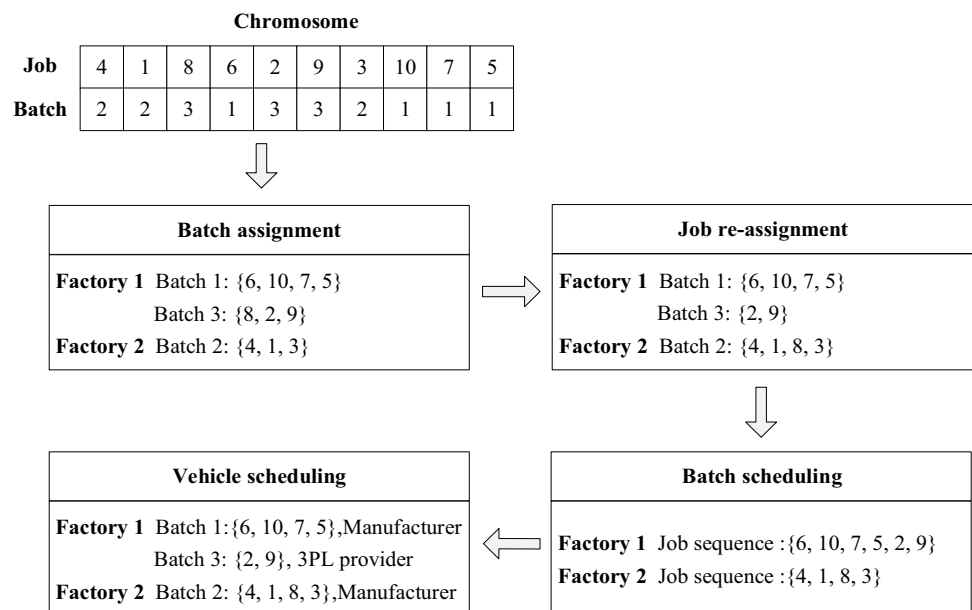 Chromosome
Job 4 1 8 6 2 9 3 10 7 5
Batch 2 2 3 1 3 3 2 1 1 1
Batch assignment
Factory 1 Batch 1: {6, 10, 7, 5}
Batch 3: {8, 2, 9}
Factory 2 Batch 2: {4, 1, 3}
Job re-assignment
Factory 1 Batch 1: {6, 10, 7, 5}
Batch 3: {2, 9}
Factory 2 Batch 2: {4, 1, 8, 3}
Batch scheduling
Factory 1 Job sequence :{6, 10, 7, 5, 2, 9}
Factory 2 Job sequence :{4, 1, 8, 3}
Vehicle scheduling
Factory 1 Batch 1:{6, 10, 7, 5},Manufacturer
Batch 3: {2, 9}, 3PL provider
Factory 2 Batch 2: {4, 1, 8, 3},Manufacturer